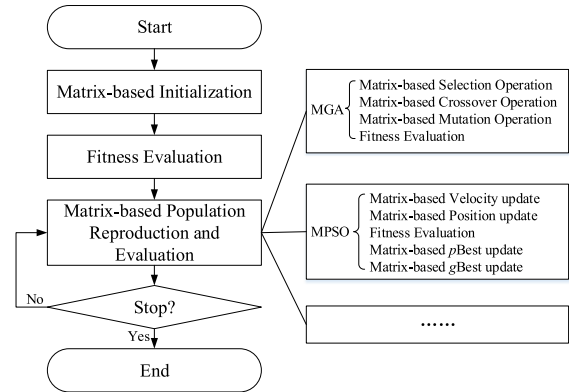 Start
Matrix-based Initialization
Fitness Evaluation
Matrix-based Population
Reproduction and
Evaluation
No
Stop?
Yes
End
MGA
Matrix-based Selection Operation
Matrix-based Crossover Operation
Matrix-based Mutation Operation
Fitness Evaluation
MPSO
Matrix-based Velocity update
Matrix-based Position update
Fitness Evaluation
Matrix-based pBest update
Matrix-based gBest update
……